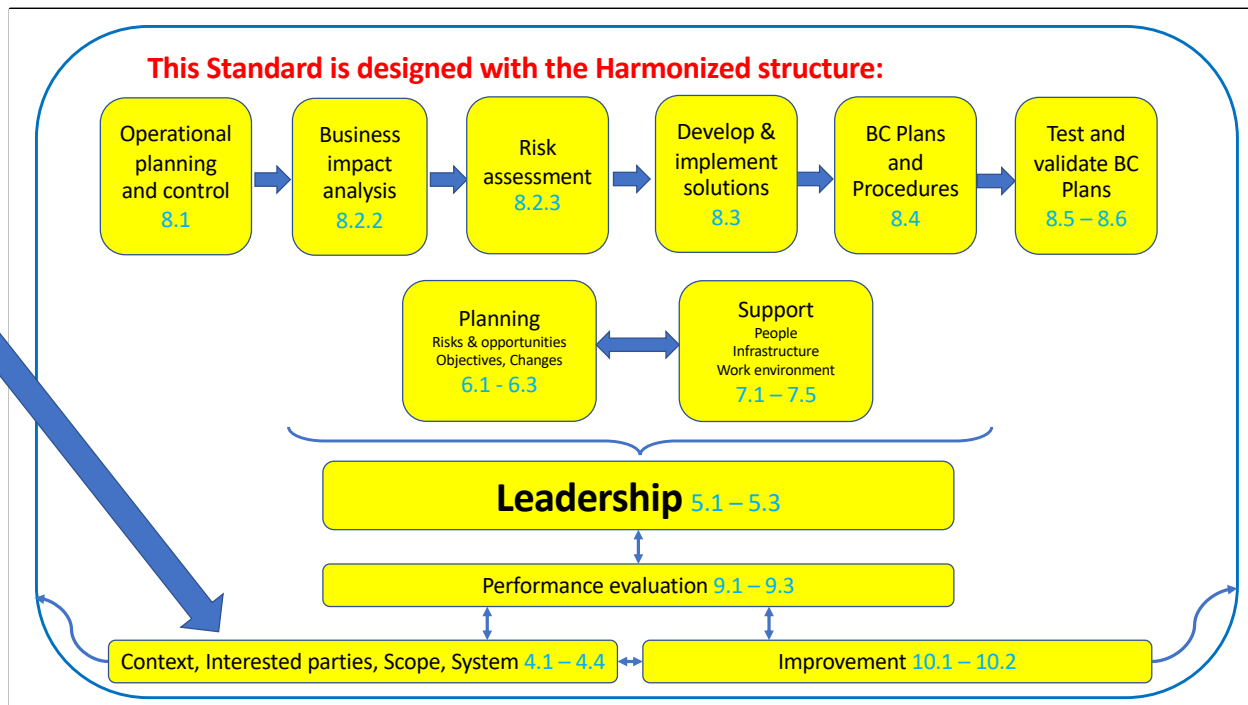 This Standard is designed with the Harmonized structure:
Operational
planning
and control
8.1
Business
impact
analysis
8.2.2
Risk
assessment
8.2.3
Develop &
implement
solutions
8.3
BC Plans
and
Procedures
8.4
Test and
validate BC
Plans
8.5 – 8.6
Planning
Risks & opportunities
Objectives, Changes
6.1 - 6.3
Support
People
Infrastructure
Work environment
7.1 – 7.5
Leadership 5.1 – 5.3
Performance evaluation 9.1 – 9.3
Context, Interested parties, Scope, System 4.1 – 4.4
Improvement 10.1 – 10.2